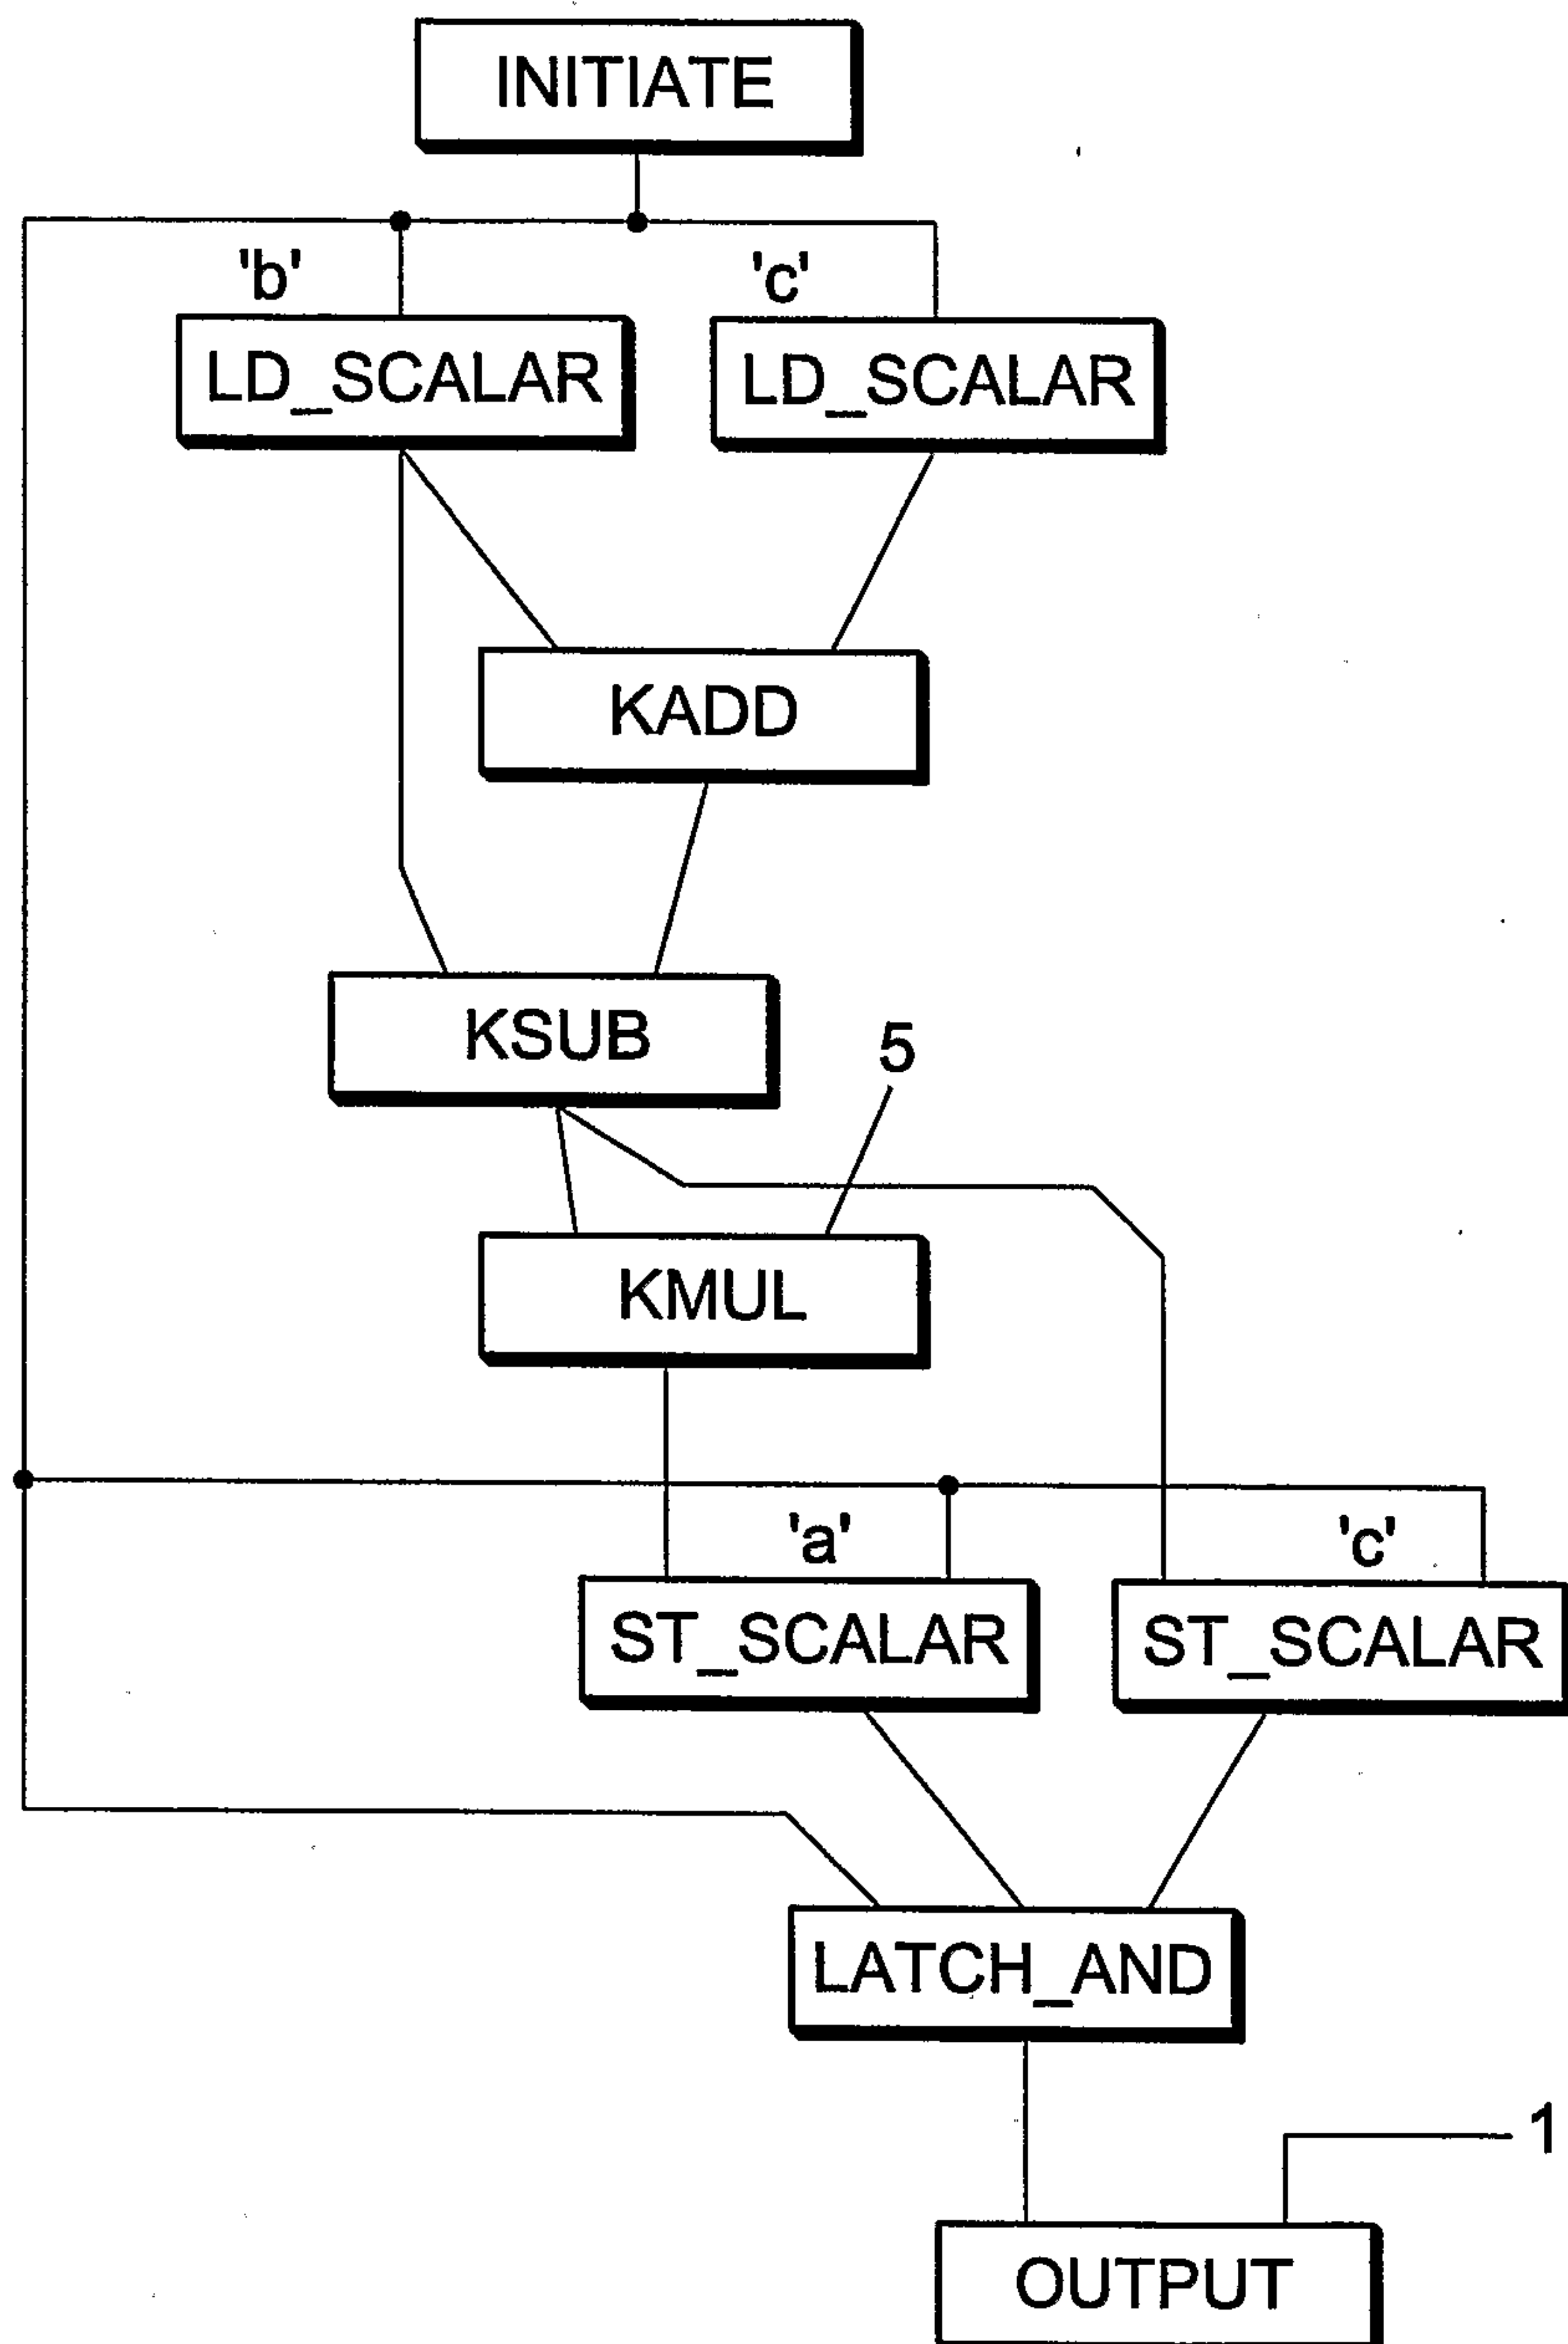 INITIATE
'b' 'c'
LD_SCALAR LD_SCALAR
KADD
KSUB
5
KMUL
'a' 'c'
ST_SCALAR ST_SCALAR
LATCH_AND
1
OUTPUT